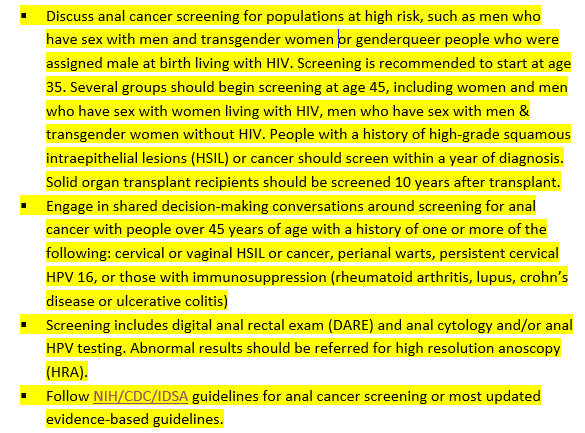 ▪ Discuss anal cancer screening for populations at high risk, such as men who
have sex with men and transgender women or genderqueer people who were
assigned male at birth living with HIV. Screening is recommended to start at age
35. Several groups should begin screening at age 45, including women and men
who have sex with women living with HIV, men who have sex with men &
transgender women without HIV. People with a history of high-grade squamous
intraepithelial lesions (HSIL) or cancer should screen within a year of diagnosis.
Solid organ transplant recipients should be screened 10 years after transplant.
▪ Engage in shared decision-making conversations around screening for anal
cancer with people over 45 years of age with a history of one or more of the
following: cervical or vaginal HSIL or cancer, perianal warts, persistent cervical
HPV 16, or those with immunosuppression (rheumatoid arthritis, lupus, crohn's
disease or ulcerative colitis)
▪ Screening includes digital anal rectal exam (DARE) and anal cytology and/or anal
HPV testing. Abnormal results should be referred for high resolution anoscopy
(HRA).
▪ Follow NIH/CDC/IDSA guidelines for anal cancer screening or most updated
evidence-based guidelines.